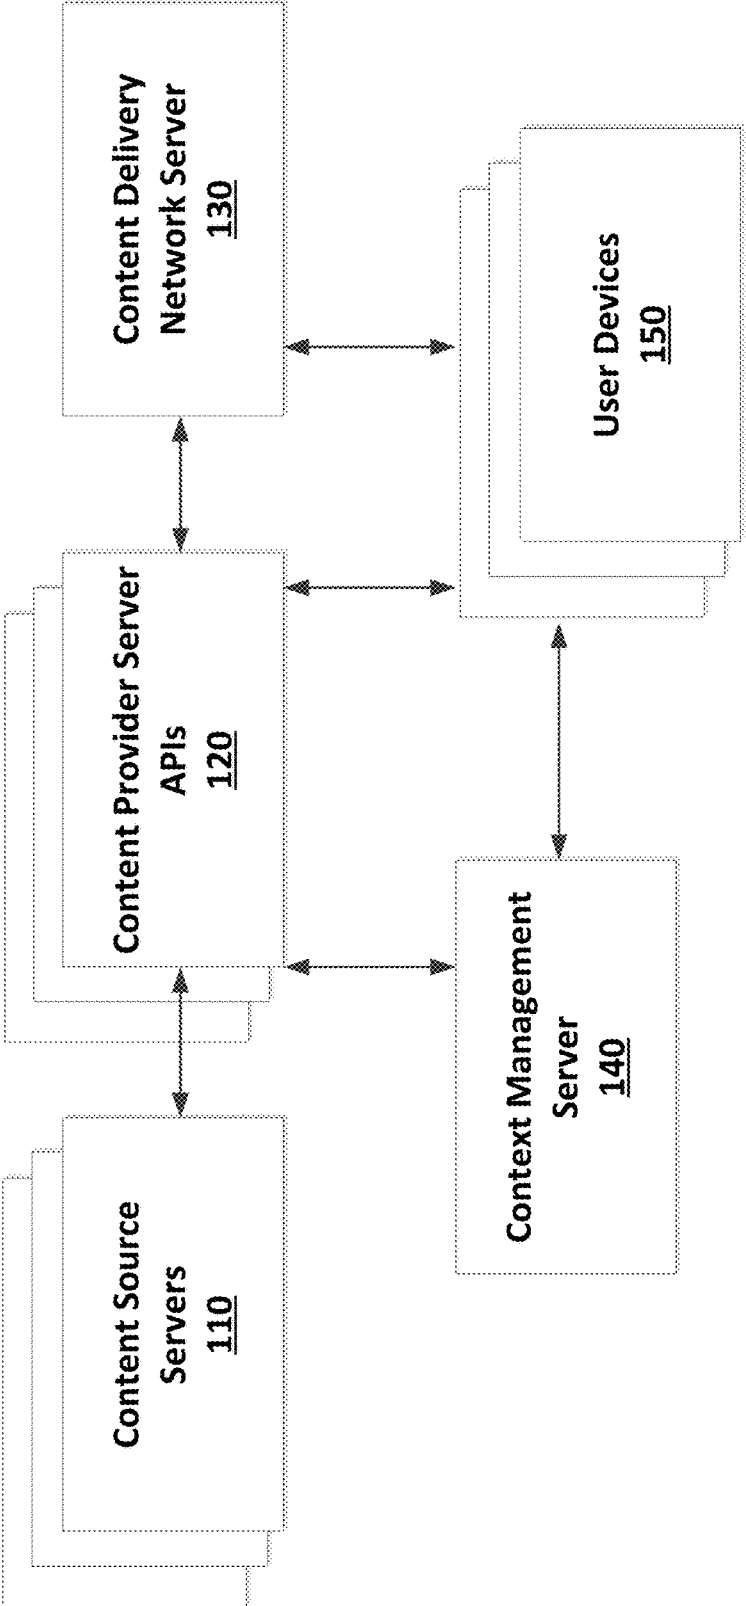 Content Source
Servers
110
Content Provider Server
APIs
120
Content Delivery
Network Server
130
Context Management
Server
140
User Devices
150